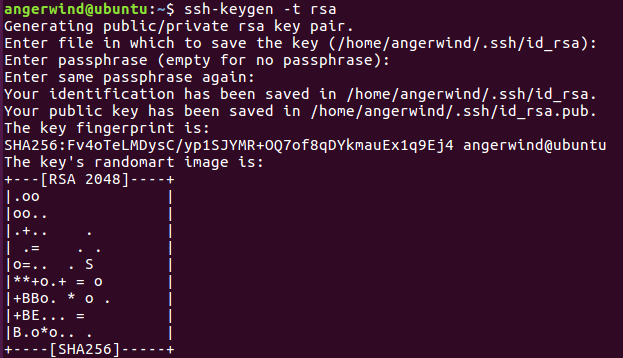 angerwind@ubuntu:~$ ssh-keygen -t rsa
Generating public/private rsa key pair.
Enter file in which to save the key (/home/angerwind/.ssh/id_rsa):
Enter passphrase (empty for no passphrase):
Enter same passphrase again:
Your identification has been saved in /home/angerwind/.ssh/id_rsa.
Your public key has been saved in /home/angerwind/.ssh/id_rsa.pub.
The key fingerprint is:
SHA256:Fv4oTeLMDysC/yp1SJYMR+OQ7of8qDYkmauEx1q9Ej4 angerwind@ubuntu
The key's randomart image is:
+---[RSA 2048]----+
|.oo              |
|oo..             |
|.+..     .       |
| .=     . .      |
|o=..   . S       |
|**+o.+ = o       |
|+BBo. * o .      |
|+BE... =         |
|B.o*o.. .        |
+----[SHA256]-----+